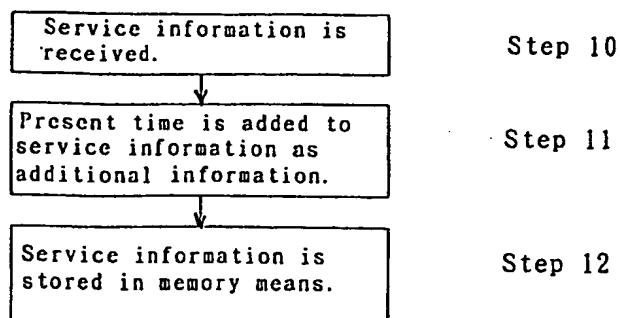 Service information is
received.
Step 10
Present time is added to
service information as
additional information.
Step 11
Service information is
stored in memory means.
Step 12